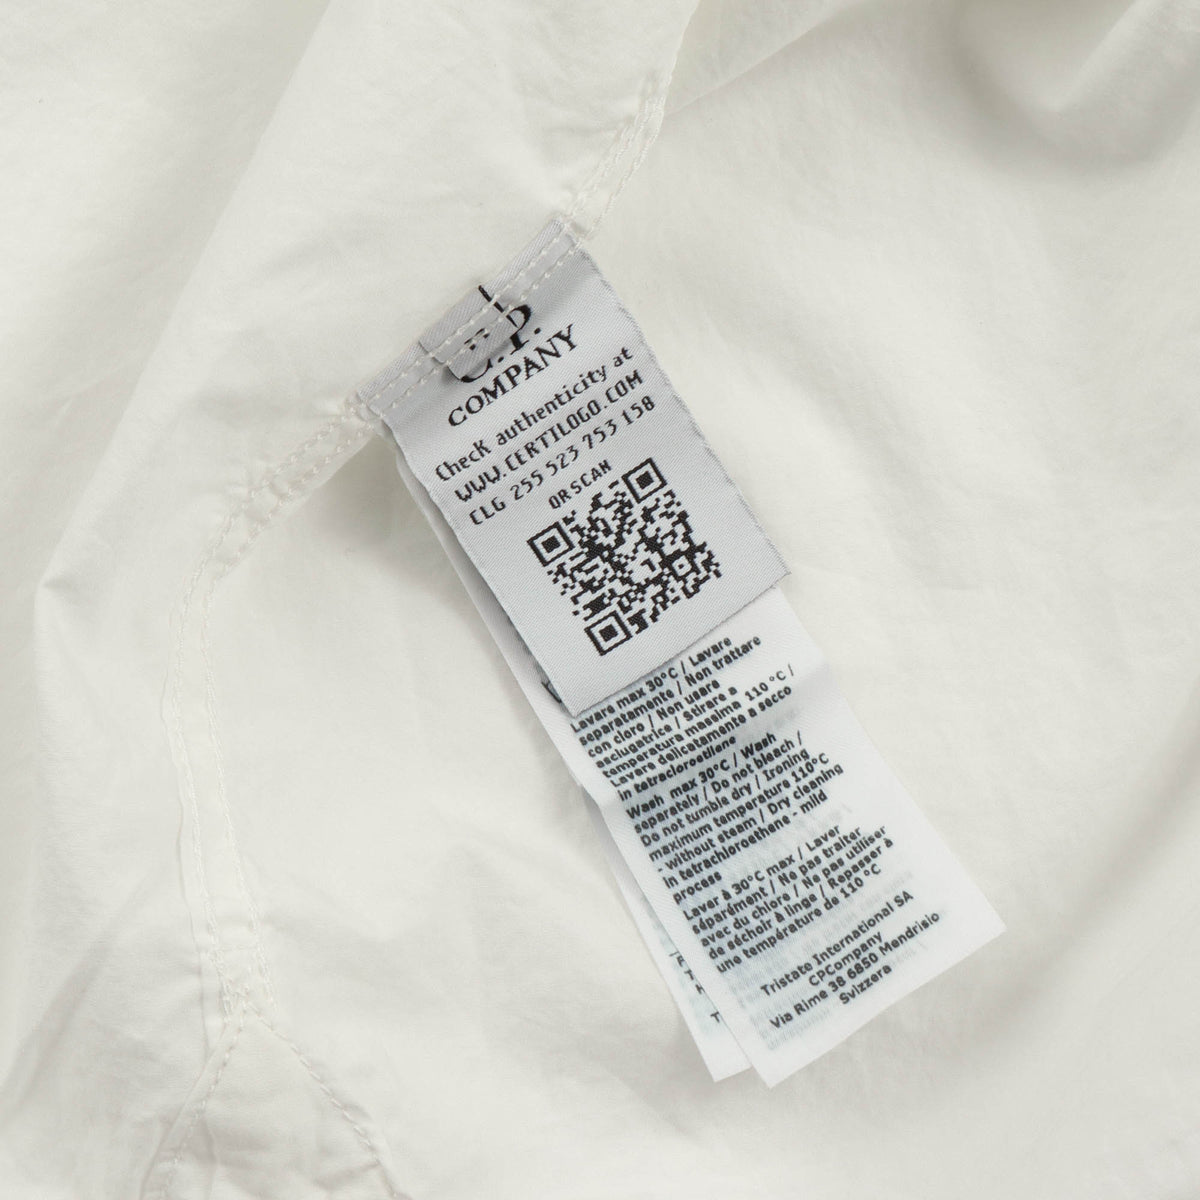 C.P.
COMPANY
Check authenticity at
WWW.CERTILOGO.COM
CLG 255 523 753 158
OR SCAN
Lavare max 30°C / Lavare
separatamente / Non trattare
con cloro / Non usare
asciugatrice / Stirare a
temperatura massima 110 °C /
Lavare delicatamente a secco
in tetracloroetilene
Wash max 30°C / Wash
separately / Do not bleach /
Do not tumble dry / Ironing
maximum temperature 110°C
- without steam / Dry cleaning
in tetrachloroethane - mild
process
Laver à 30°C max / Laver
séparément / Ne pas traiter
avec du chlore / Ne pas utiliser
de séchoir à linge / Repasser à
une température de 110 °C
Tristate International SA
CPCompany
Via Rime 38 6850 Mendrisio
Svizzera